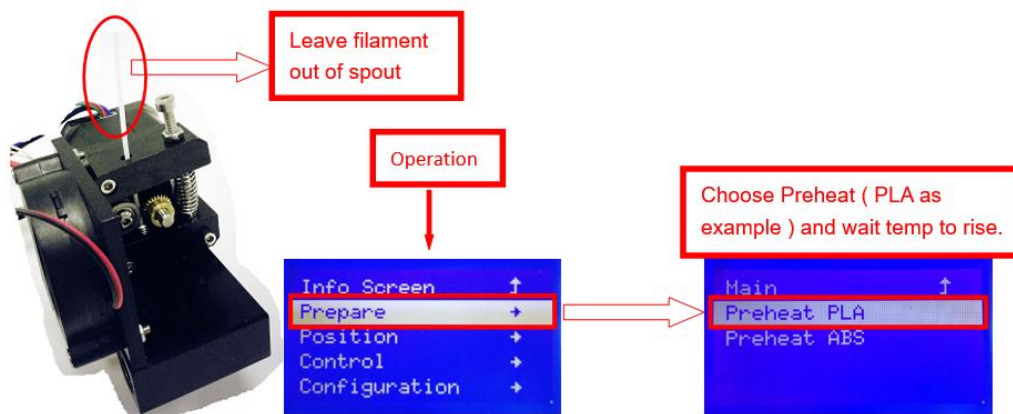 Leave filament
out of spout
Operation
Choose Preheat ( PLA as
example ) and wait temp to rise.
Info Screen ↑
Prepare →
Position →
Control →
Configuration →
Main ↑
Preheat PLA
Preheat ABS